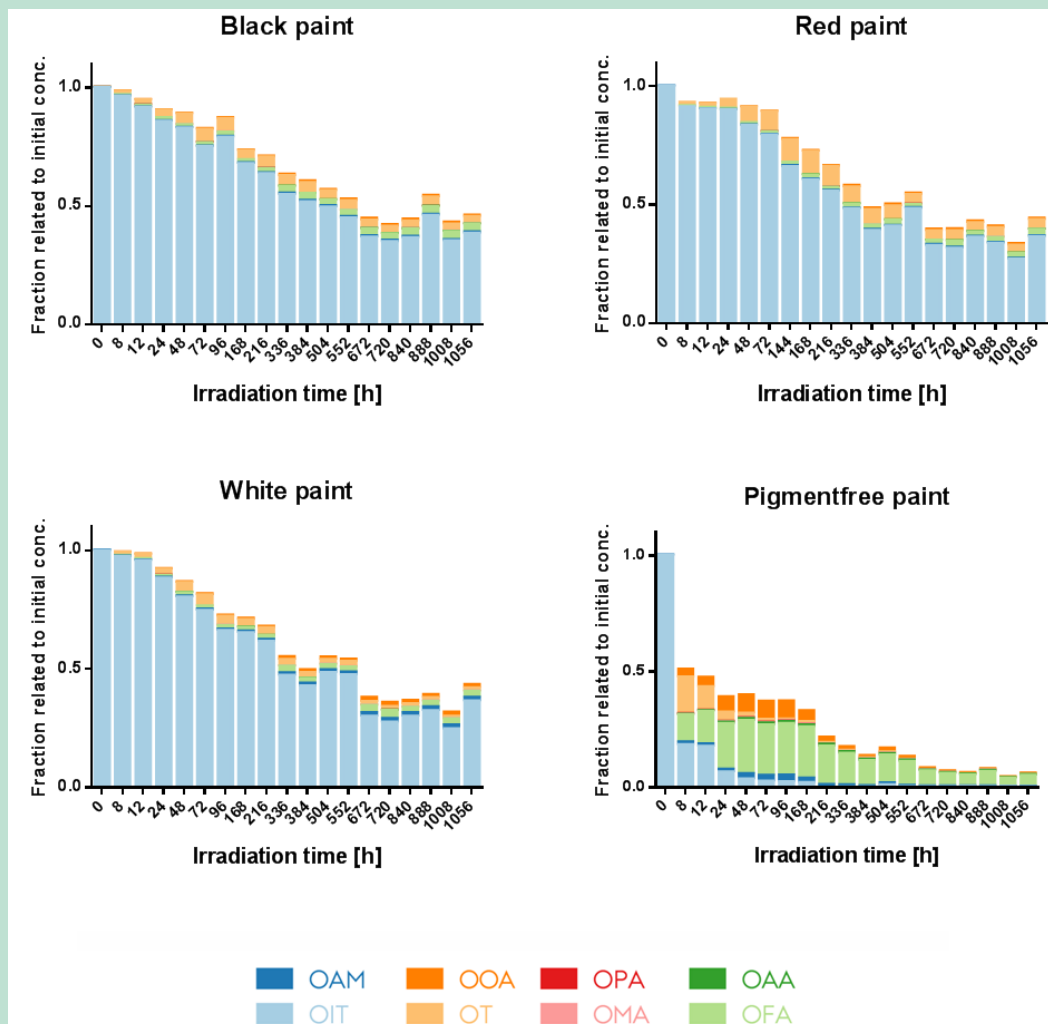 Black paint
Fraction related to initial conc.
1.0
0.5
0.0
0 8 12 24 48 72 96 168 216 336 384 504 552 672 720 840 888 1008 1056
Irradiation time [h]
Red paint
Fraction related to initial conc.
1.0
0.5
0.0
0 8 12 24 48 72 144 168 216 336 384 504 552 672 720 840 888 1008 1056
Irradiation time [h]
White paint
Fraction related to initial conc.
1.0
0.5
0.0
0 8 12 24 48 72 96 168 216 336 384 504 552 672 720 840 888 1008 1056
Irradiation time [h]
Pigmentfree paint
Fraction related to initial conc.
1.0
0.5
0.0
0 8 12 24 48 72 96 168 216 336 384 504 552 672 720 840 888 1008 1056
Irradiation time [h]
OAM OOA OPA OAA
OIT OT OMA OFA